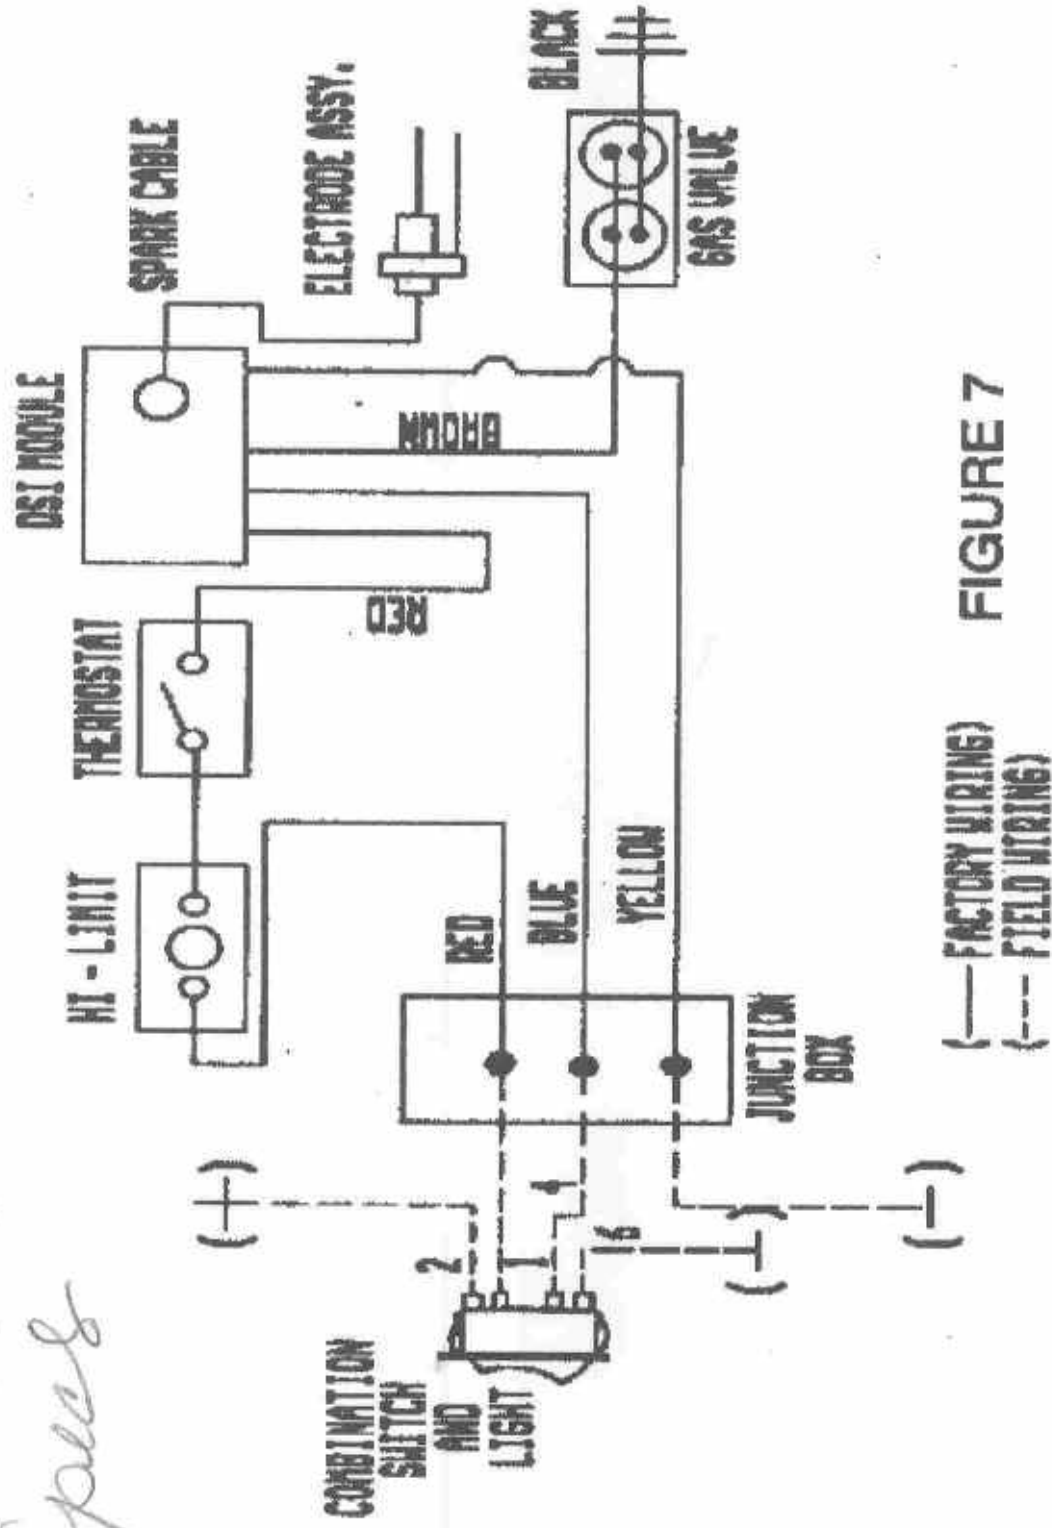 DSI MODULE
SPARK CABLE
ELECTRODE ASSY.
THERMOSTAT
HI - LIMIT
RED
BROWN
BLACK
GAS VALVE
RED
BLUE
YELLOW
JUNCTION
BOX
(+)
2
1
4
6
(-)
(-)
COMBINATION
SWITCH
AND
LIGHT
(—— FACTORY WIRING)
(--- FIELD WIRING)
FIGURE 7